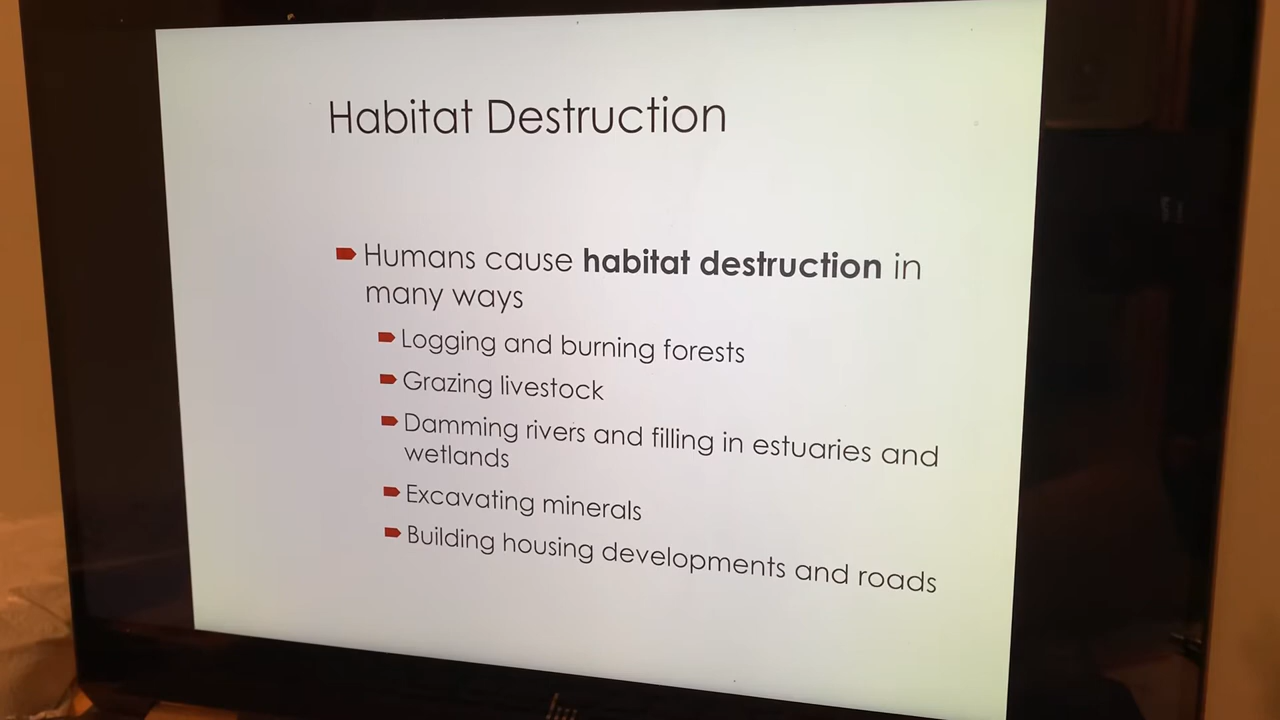 Habitat Destruction
Humans cause habitat destruction in
many ways
Logging and burning forests
Grazing livestock
Damming rivers and filling in estuaries and
wetlands
Excavating minerals
Building housing developments and roads